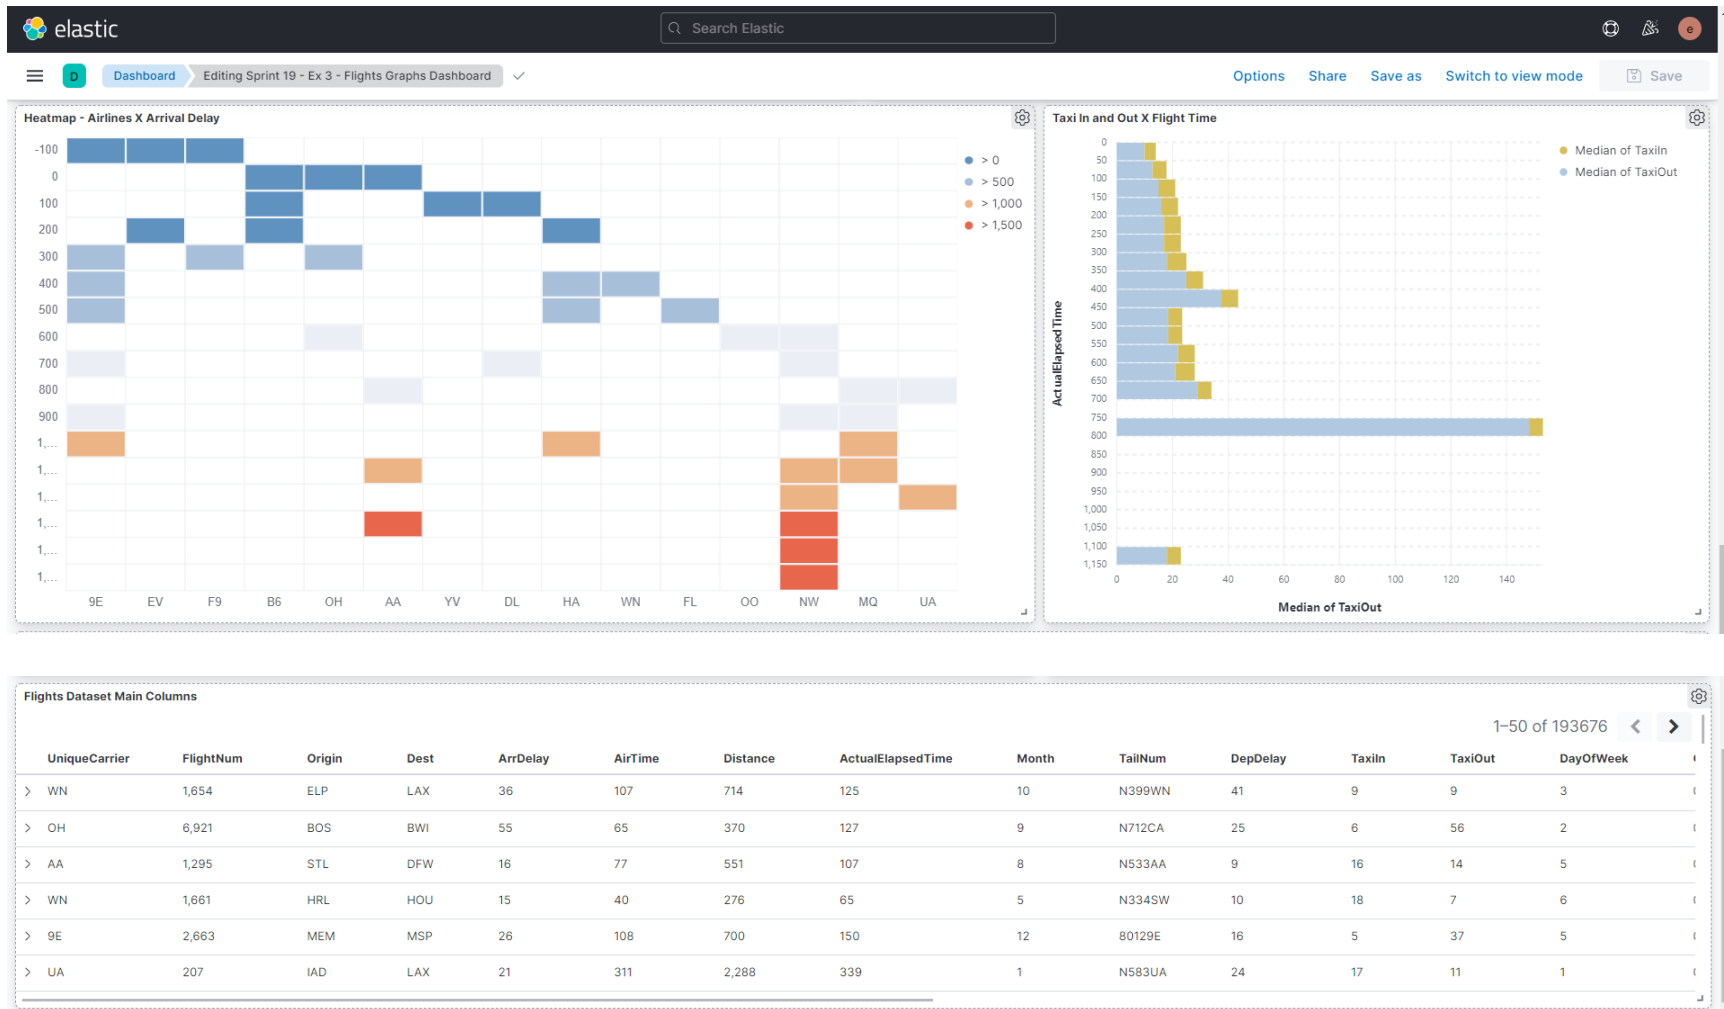 elastic
Search Elastic
e
D
Dashboard
Editing Sprint 19 - Ex 3 - Flights Graphs Dashboard
Options
Share
Save as
Switch to view mode
Save
Heatmap - Airlines X Arrival Delay
-100
0
100
200
300
400
500
600
700
800
900
1,...
1,...
1,...
1,...
1,...
1,...
9E EV F9 B6 OH AA YV DL HA WN FL OO NW MQ UA
> 0
> 500
> 1,000
> 1,500
Taxi In and Out X Flight Time
ActualElapsedTime
0
50
100
150
200
250
300
350
400
450
500
550
600
650
700
750
800
850
900
950
1,000
1,050
1,100
1,150
0 20 40 60 80 100 120 140
Median of TaxiOut
Median of TaxiIn
Median of TaxiOut
Flights Dataset Main Columns
1–50 of 193676
UniqueCarrier FlightNum Origin Dest ArrDelay AirTime Distance ActualElapsedTime Month TailNum DepDelay TaxiIn TaxiOut DayOfWeek
WN 1,654 ELP LAX 36 107 714 125 10 N399WN 41 9 9 3
OH 6,921 BOS BWI 55 65 370 127 9 N712CA 25 6 56 2
AA 1,295 STL DFW 16 77 551 107 8 N533AA 9 16 14 5
WN 1,661 HRL HOU 15 40 276 65 5 N334SW 10 18 7 6
9E 2,663 MEM MSP 26 108 700 150 12 80129E 16 5 37 5
UA 207 IAD LAX 21 311 2,288 339 1 N583UA 24 17 11 1